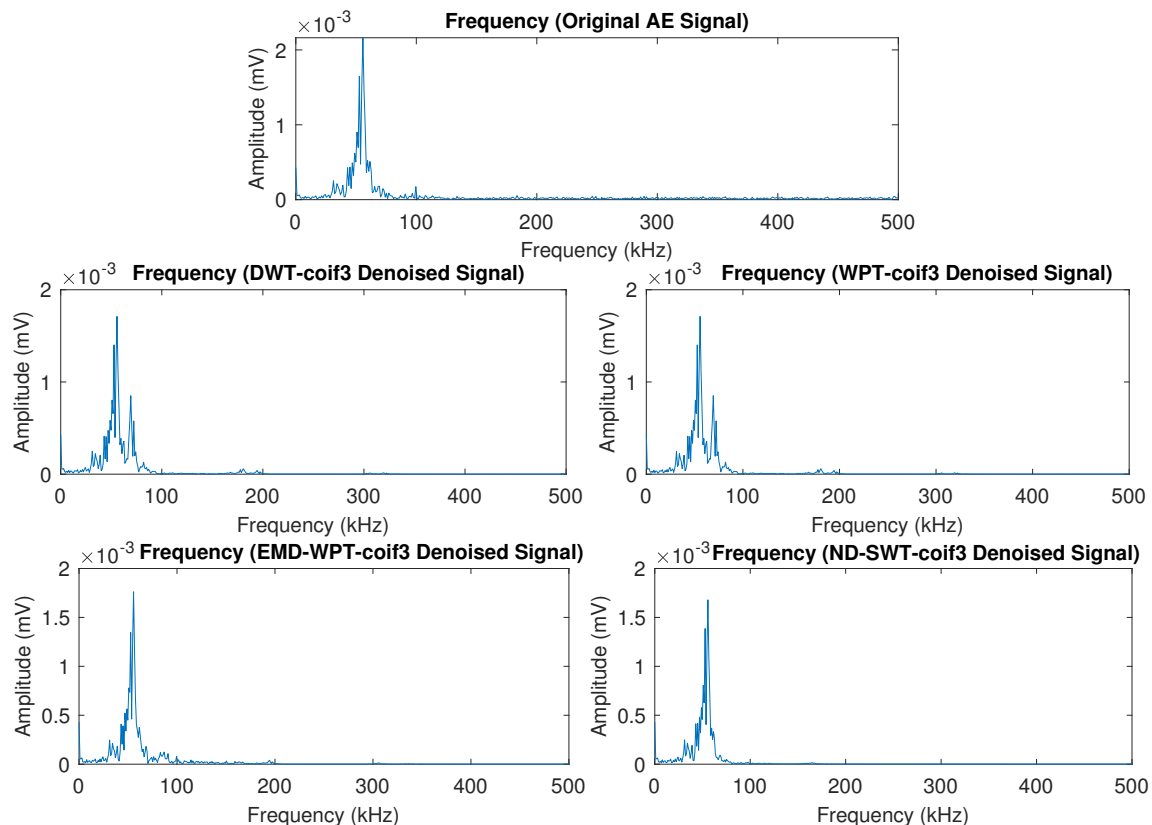 Frequency (Original AE Signal)
×10-3
2
1
0
Amplitude (mV)
0 100 200 300 400 500
Frequency (kHz)
Frequency (DWT-coif3 Denoised Signal)
×10-3
2
1
0
Amplitude (mV)
0 100 200 300 400 500
Frequency (kHz)
Frequency (WPT-coif3 Denoised Signal)
×10-3
2
1
0
Amplitude (mV)
0 100 200 300 400 500
Frequency (kHz)
Frequency (EMD-WPT-coif3 Denoised Signal)
×10-3
2
1.5
1
0.5
0
Amplitude (mV)
0 100 200 300 400 500
Frequency (kHz)
Frequency (ND-SWT-coif3 Denoised Signal)
×10-3
2
1.5
1
0.5
0
Amplitude (mV)
0 100 200 300 400 500
Frequency (kHz)